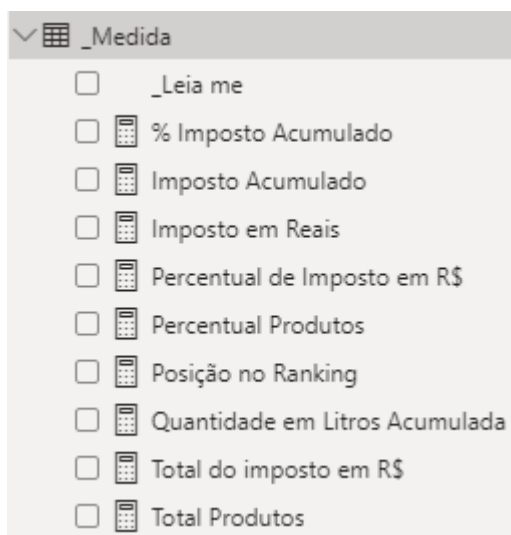 _Medida
_Leia me
% Imposto Acumulado
Imposto Acumulado
Imposto em Reais
Percentual de Imposto em R$
Percentual Produtos
Posição no Ranking
Quantidade em Litros Acumulada
Total do imposto em R$
Total Produtos